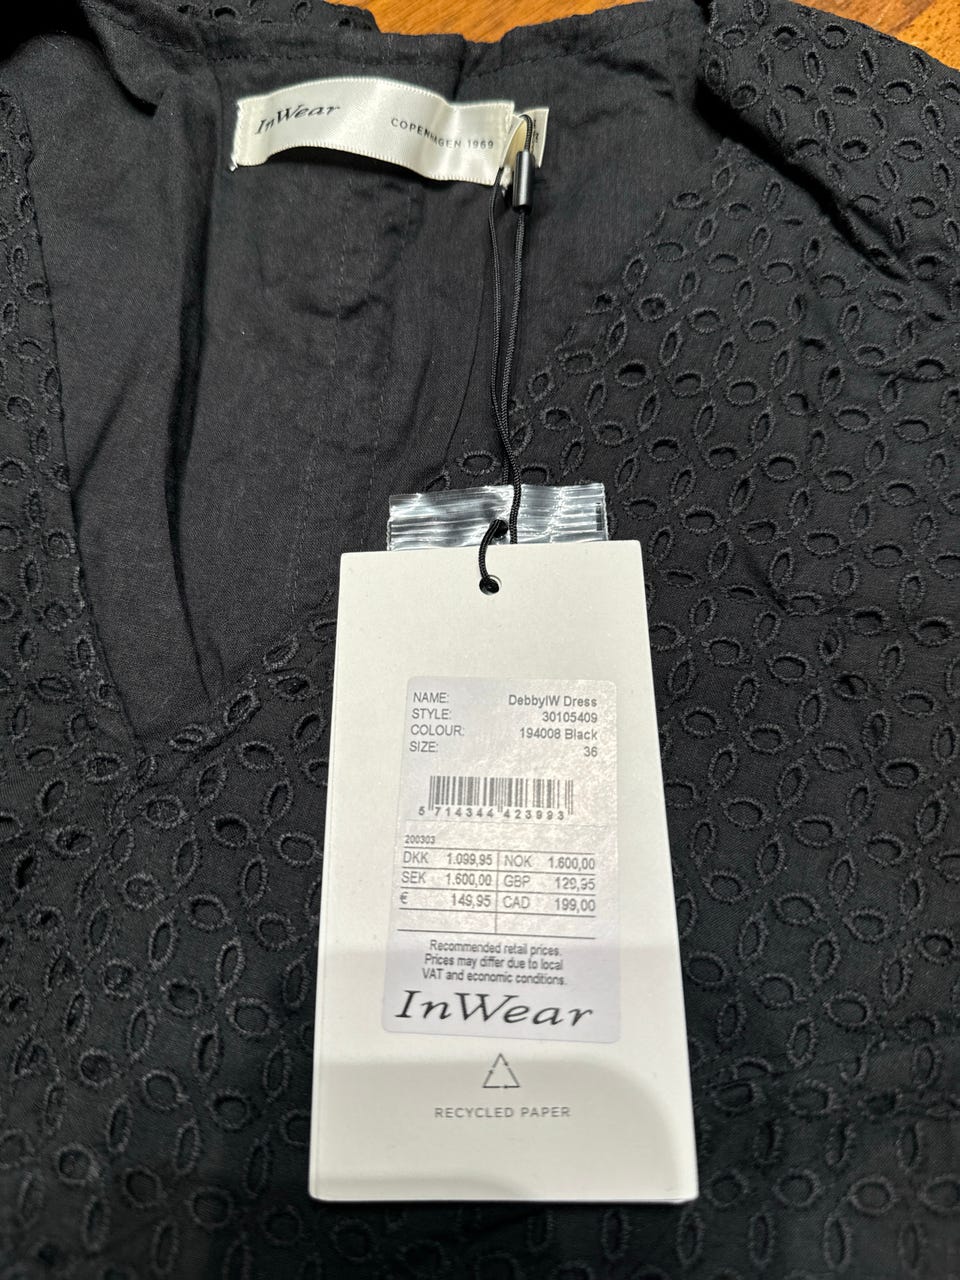 InWear
COPENHAGEN 1969
NAME: DebbyIW Dress
STYLE: 30105409
COLOUR: 194008 Black
SIZE: 36
5 714344 423993
200303
DKK 1.099,95 NOK 1.600,00
SEK 1.600,00 GBP 129,95
€ 149,95 CAD 199,00
Recommended retail prices.
Prices may differ due to local
VAT and economic conditions.
InWear
RECYCLED PAPER